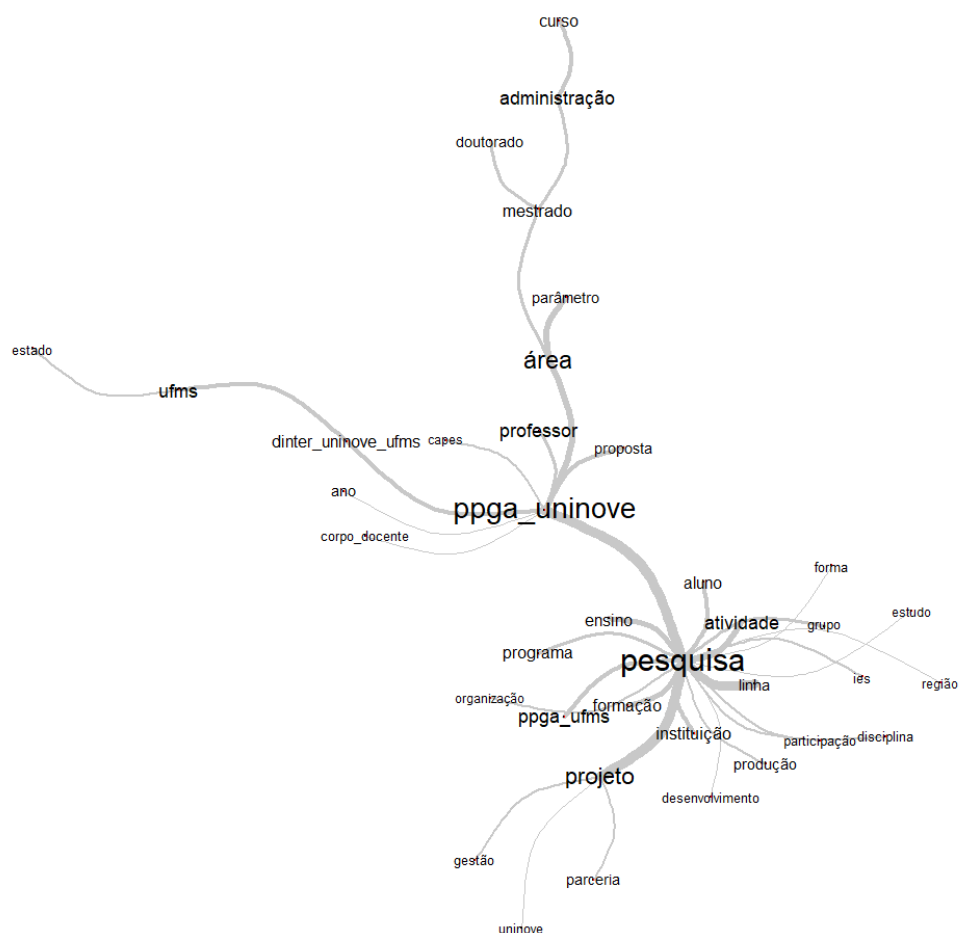 curso
administração
doutorado
mestrado
parâmetro
estado
área
ufms
professor
dinter_uninove_ufms
capes
proposta
ano
ppga_uninove
corpo_docente
forma
aluno
estudo
ensino
atividade
grupo
programa
pesquisa
ies
região
linha
organização
formação
ppga_ufms
instituição
participação
disciplina
produção
projeto
desenvolvimento
gestão
parceria
uninove